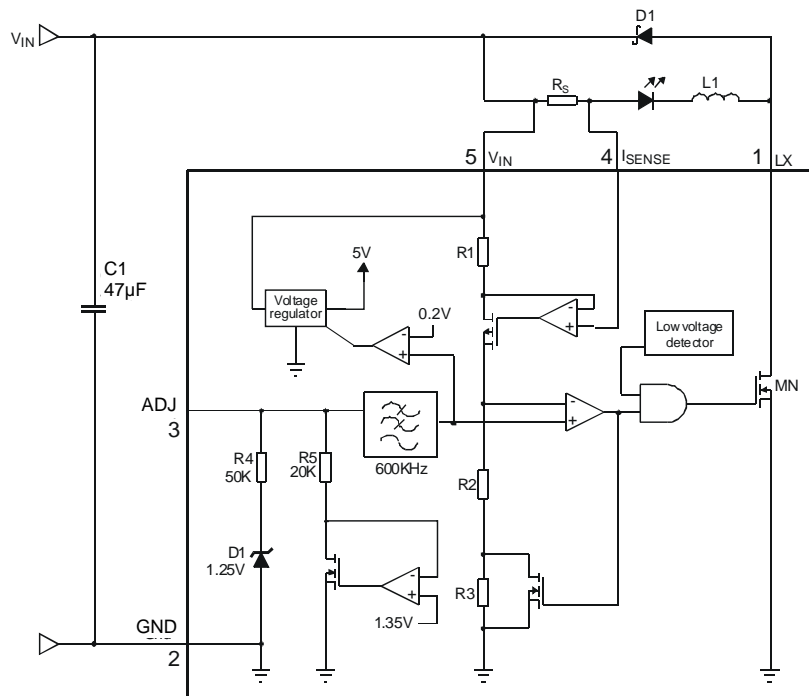 D1
VIN
RS
L1
5 VIN
4 ISENSE
1 LX
R1
C1
47µF
5V
Voltage
regulator
0.2V
Low voltage
detector
-
+
-
+
MN
ADJ
3
-
+
R4
50K
R5
20K
600KHz
R2
D1
1.25V
-
+
R3
1.35V
GND
2